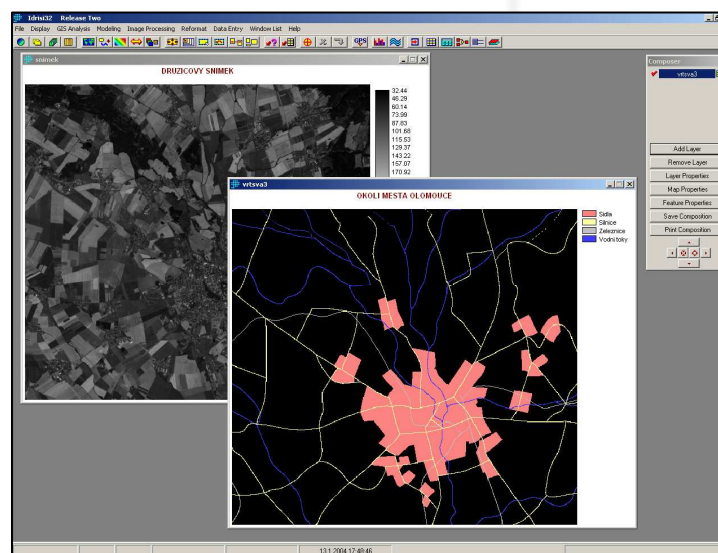 Idrisi32 Release Two
File Display GIS Analysis Modeling Image Processing Reformat Data Entry Window List Help
GPS
snimek
DRUZICOVY SNIMEK
32.44
46.29
60.14
73.99
87.83
101.68
115.53
129.37
143.22
157.07
170.92
vrtsva3
OKOLI MESTA OLOMOUCE
Sidla
Silnice
Zeleznice
Vodni toky
Composer
vrtsva3
Add Layer
Remove Layer
Layer Properties
Map Properties
Feature Properties
Save Composition
Print Composition
13.1.2004 17:48:46